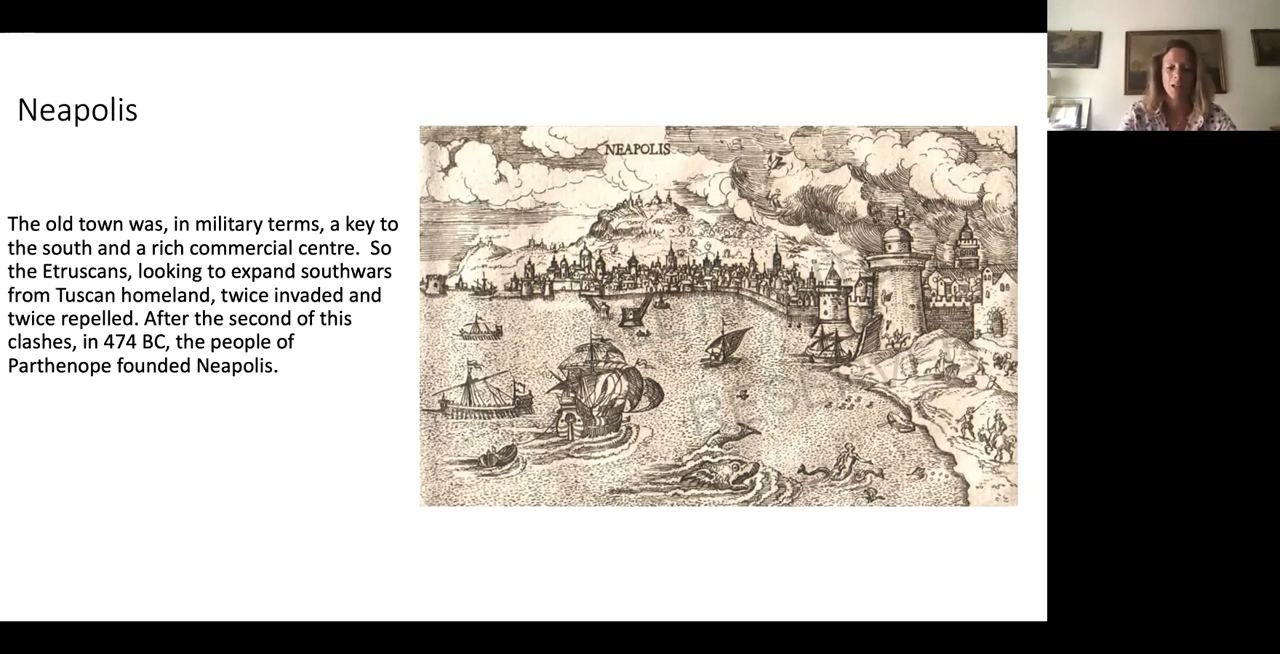 Neapolis
NEAPOLIS
The old town was, in military terms, a key to
the south and a rich commercial centre.  So
the Etruscans, looking to expand southwars
from Tuscan homeland, twice invaded and
twice repelled. After the second of this
clashes, in 474 BC, the people of
Parthenope founded Neapolis.